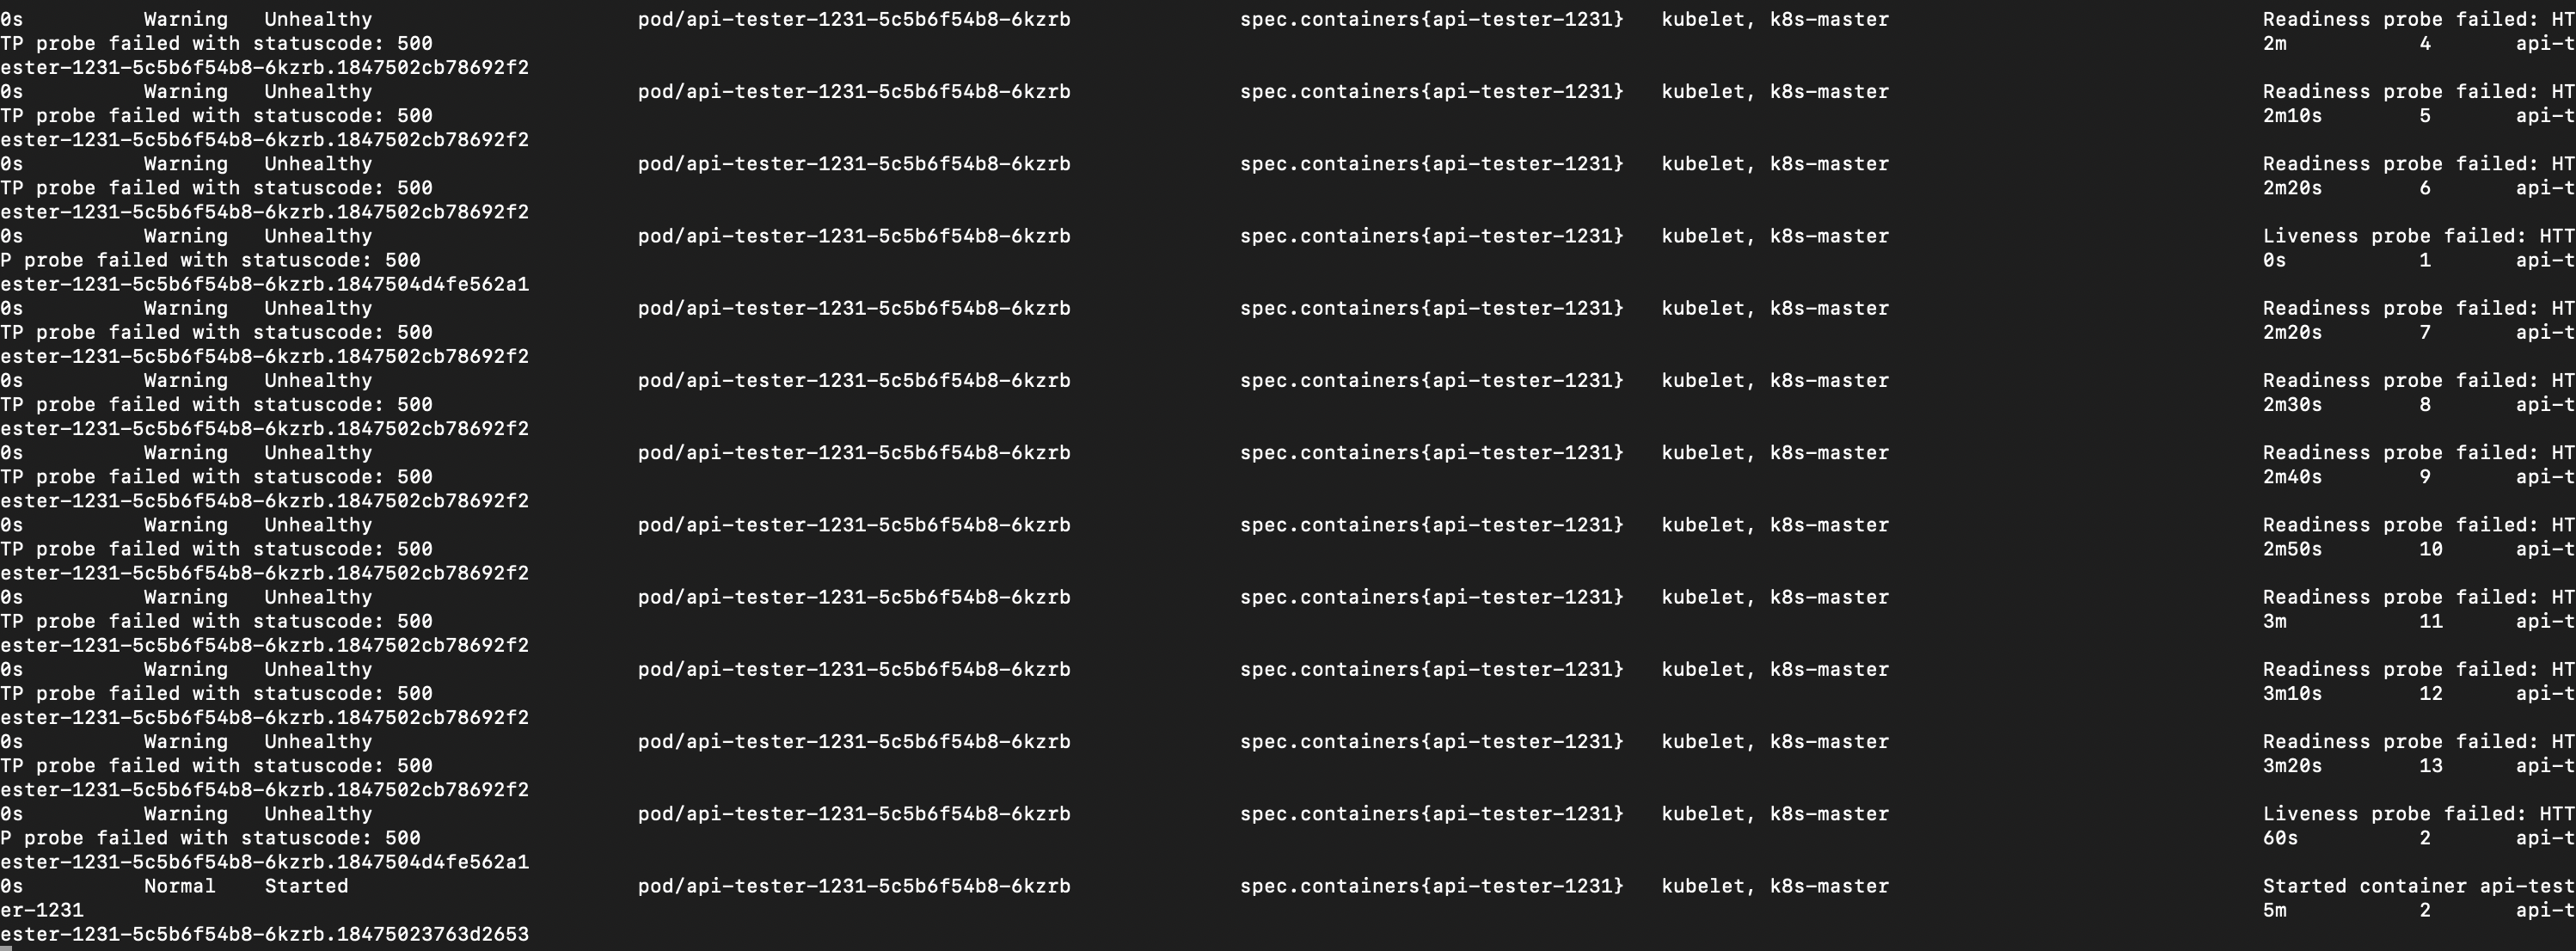 0s          Warning   Unhealthy                      pod/api-tester-1231-5c5b6f54b8-6kzrb              spec.containers{api-tester-1231}   kubelet, k8s-master                               Readiness probe failed: HT
TP probe failed with statuscode: 500                                                                                                                                                        2m           4       api-t
ester-1231-5c5b6f54b8-6kzrb.1847502cb78692f2
0s          Warning   Unhealthy                      pod/api-tester-1231-5c5b6f54b8-6kzrb              spec.containers{api-tester-1231}   kubelet, k8s-master                               Readiness probe failed: HT
TP probe failed with statuscode: 500                                                                                                                                                        2m10s        5       api-t
ester-1231-5c5b6f54b8-6kzrb.1847502cb78692f2
0s          Warning   Unhealthy                      pod/api-tester-1231-5c5b6f54b8-6kzrb              spec.containers{api-tester-1231}   kubelet, k8s-master                               Readiness probe failed: HT
TP probe failed with statuscode: 500                                                                                                                                                        2m20s        6       api-t
ester-1231-5c5b6f54b8-6kzrb.1847502cb78692f2
0s          Warning   Unhealthy                      pod/api-tester-1231-5c5b6f54b8-6kzrb              spec.containers{api-tester-1231}   kubelet, k8s-master                               Liveness probe failed: HTT
P probe failed with statuscode: 500                                                                                                                                                         0s           1       api-t
ester-1231-5c5b6f54b8-6kzrb.1847504d4fe562a1
0s          Warning   Unhealthy                      pod/api-tester-1231-5c5b6f54b8-6kzrb              spec.containers{api-tester-1231}   kubelet, k8s-master                               Readiness probe failed: HT
TP probe failed with statuscode: 500                                                                                                                                                        2m20s        7       api-t
ester-1231-5c5b6f54b8-6kzrb.1847502cb78692f2
0s          Warning   Unhealthy                      pod/api-tester-1231-5c5b6f54b8-6kzrb              spec.containers{api-tester-1231}   kubelet, k8s-master                               Readiness probe failed: HT
TP probe failed with statuscode: 500                                                                                                                                                        2m30s        8       api-t
ester-1231-5c5b6f54b8-6kzrb.1847502cb78692f2
0s          Warning   Unhealthy                      pod/api-tester-1231-5c5b6f54b8-6kzrb              spec.containers{api-tester-1231}   kubelet, k8s-master                               Readiness probe failed: HT
TP probe failed with statuscode: 500                                                                                                                                                        2m40s        9       api-t
ester-1231-5c5b6f54b8-6kzrb.1847502cb78692f2
0s          Warning   Unhealthy                      pod/api-tester-1231-5c5b6f54b8-6kzrb              spec.containers{api-tester-1231}   kubelet, k8s-master                               Readiness probe failed: HT
TP probe failed with statuscode: 500                                                                                                                                                        2m50s        10      api-t
ester-1231-5c5b6f54b8-6kzrb.1847502cb78692f2
0s          Warning   Unhealthy                      pod/api-tester-1231-5c5b6f54b8-6kzrb              spec.containers{api-tester-1231}   kubelet, k8s-master                               Readiness probe failed: HT
TP probe failed with statuscode: 500                                                                                                                                                        3m           11      api-t
ester-1231-5c5b6f54b8-6kzrb.1847502cb78692f2
0s          Warning   Unhealthy                      pod/api-tester-1231-5c5b6f54b8-6kzrb              spec.containers{api-tester-1231}   kubelet, k8s-master                               Readiness probe failed: HT
TP probe failed with statuscode: 500                                                                                                                                                        3m10s        12      api-t
ester-1231-5c5b6f54b8-6kzrb.1847502cb78692f2
0s          Warning   Unhealthy                      pod/api-tester-1231-5c5b6f54b8-6kzrb              spec.containers{api-tester-1231}   kubelet, k8s-master                               Readiness probe failed: HT
TP probe failed with statuscode: 500                                                                                                                                                        3m20s        13      api-t
ester-1231-5c5b6f54b8-6kzrb.1847502cb78692f2
0s          Warning   Unhealthy                      pod/api-tester-1231-5c5b6f54b8-6kzrb              spec.containers{api-tester-1231}   kubelet, k8s-master                               Liveness probe failed: HTT
P probe failed with statuscode: 500                                                                                                                                                         60s          2       api-t
ester-1231-5c5b6f54b8-6kzrb.1847504d4fe562a1
0s          Normal    Started                        pod/api-tester-1231-5c5b6f54b8-6kzrb              spec.containers{api-tester-1231}   kubelet, k8s-master                               Started container api-test
er-1231                                                                                                                                                                                     5m           2       api-t
ester-1231-5c5b6f54b8-6kzrb.18475023763d2653